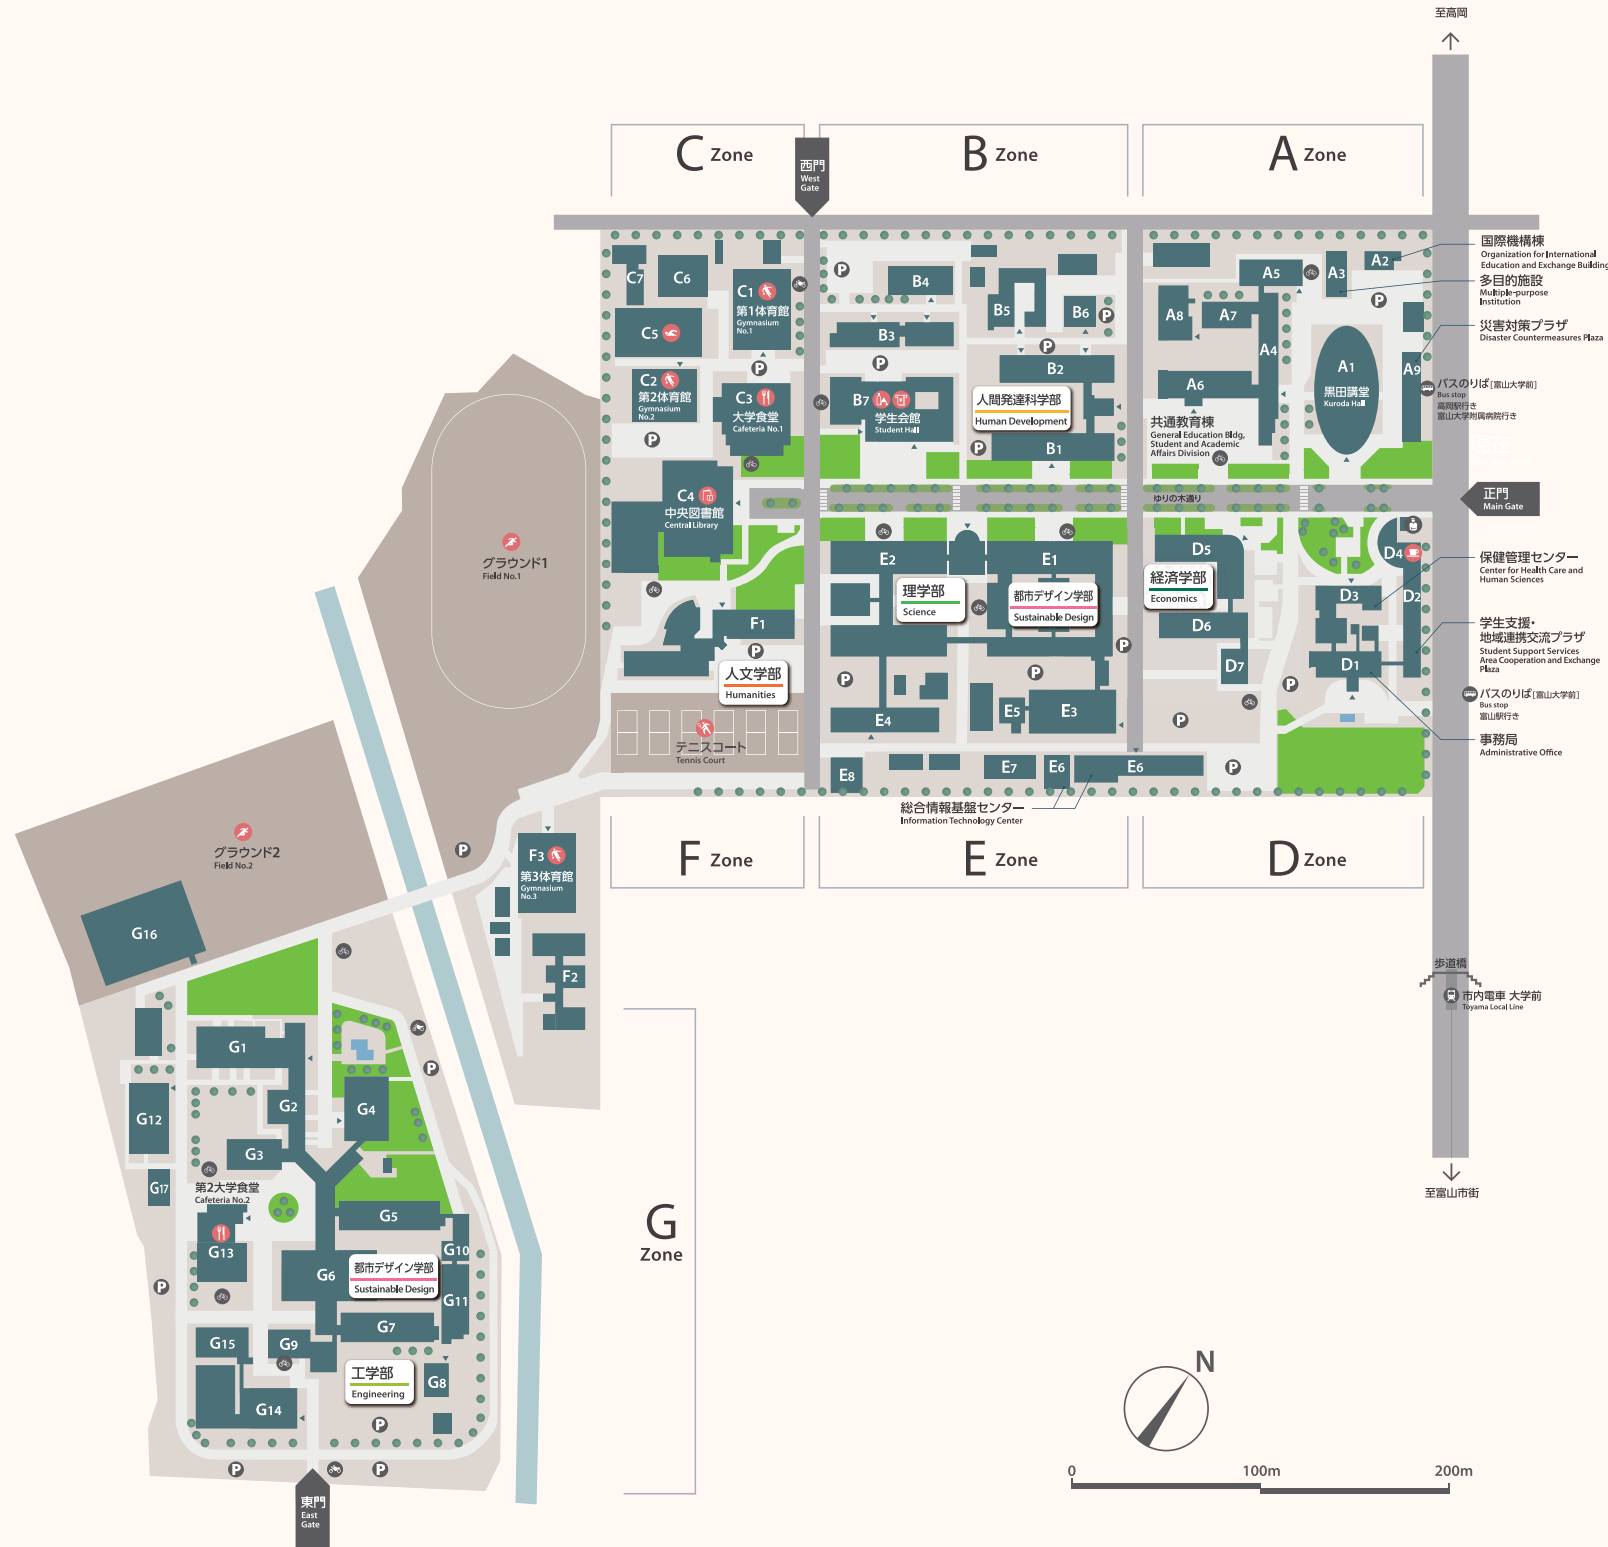 至高岡
C Zone
B Zone
A Zone
西門
West
Gate
国際機構棟
Organization for International
Education and Exchange Building
多目的施設
Multiple-purpose
Institution
災害対策プラザ
Disaster Countermeasures Plaza
バスのりば[富山大学前]
Bus stop
高岡駅行き
富山大学附属病院行き
現在
C7
C6
C1
第1体育館
Gymnasium
No.1
C5
C2
第2体育館
Gymnasium
No.2
C3
大学食堂
Cafeteria No.1
C4
中央図書館
Central Library
P
P
B4
B5
B6
B3
B2
B7
学生会館
Student Hall
人間発達科学部
Human Development
B1
P
P
P
P
P
A5
A3
A2
A8
A7
A4
A6
A1
黒田講堂
Kuroda Hall
A9
P
共通教育棟
General Education Bldg,
Student and Academic
Affairs Division
ゆりの木通り
正門
Main Gate
グラウンド1
Field No.1
F1
人文学部
Humanities
P
テニスコート
Tennis Court
E2
E1
理学部
Science
都市デザイン学部
Sustainable Design
E4
E5
E3
E8
E7
E6
E6
P
P
P
総合情報基盤センター
Information Technology Center
D5
経済学部
Economics
D6
D7
D4
D3
D2
D1
P
P
P
保健管理センター
Center for Health Care and
Human Sciences
学生支援・
地域連携交流プラザ
Student Support Services
Area Cooperation and Exchange
Plaza
バスのりば[富山大学前]
Bus stop
富山駅行き
事務局
Administrative Office
F Zone
E Zone
D Zone
グラウンド2
Field No.2
P
F3
第3体育館
Gymnasium
No.3
F2
G16
歩道橋
市内電車 大学前
Toyama Local Line
至富山市街
G1
G2
G4
G12
G3
G17
P
第2大学食堂
Cafeteria No.2
G13
G5
G10
G6
都市デザイン学部
Sustainable Design
G11
G7
P
G15
G9
工学部
Engineering
G8
G14
P
P
P
東門
East
Gate
G
Zone
N
0
100m
200m